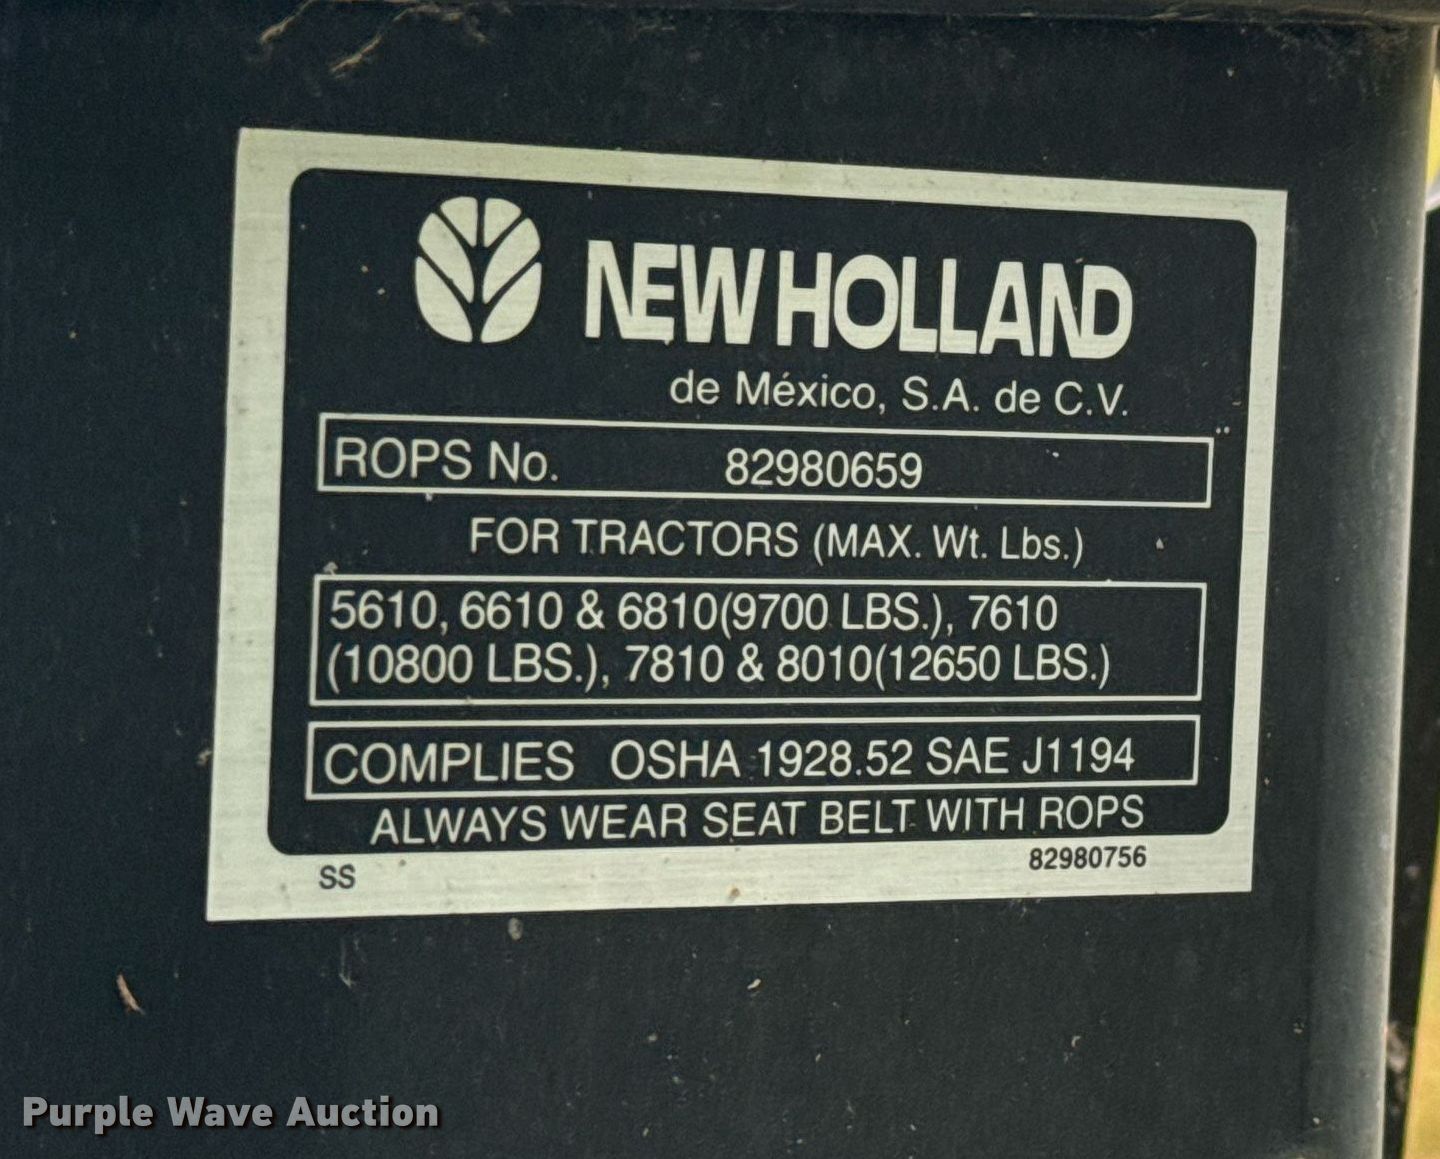 NEW HOLLAND
de México, S.A. de C.V.
ROPS No. 82980659
FOR TRACTORS (MAX. Wt. Lbs.)
5610, 6610 & 6810(9700 LBS.), 7610
(10800 LBS.), 7810 & 8010(12650 LBS.)
COMPLIES OSHA 1928.52 SAE J1194
ALWAYS WEAR SEAT BELT WITH ROPS
SS 82980756
Purple Wave Auction